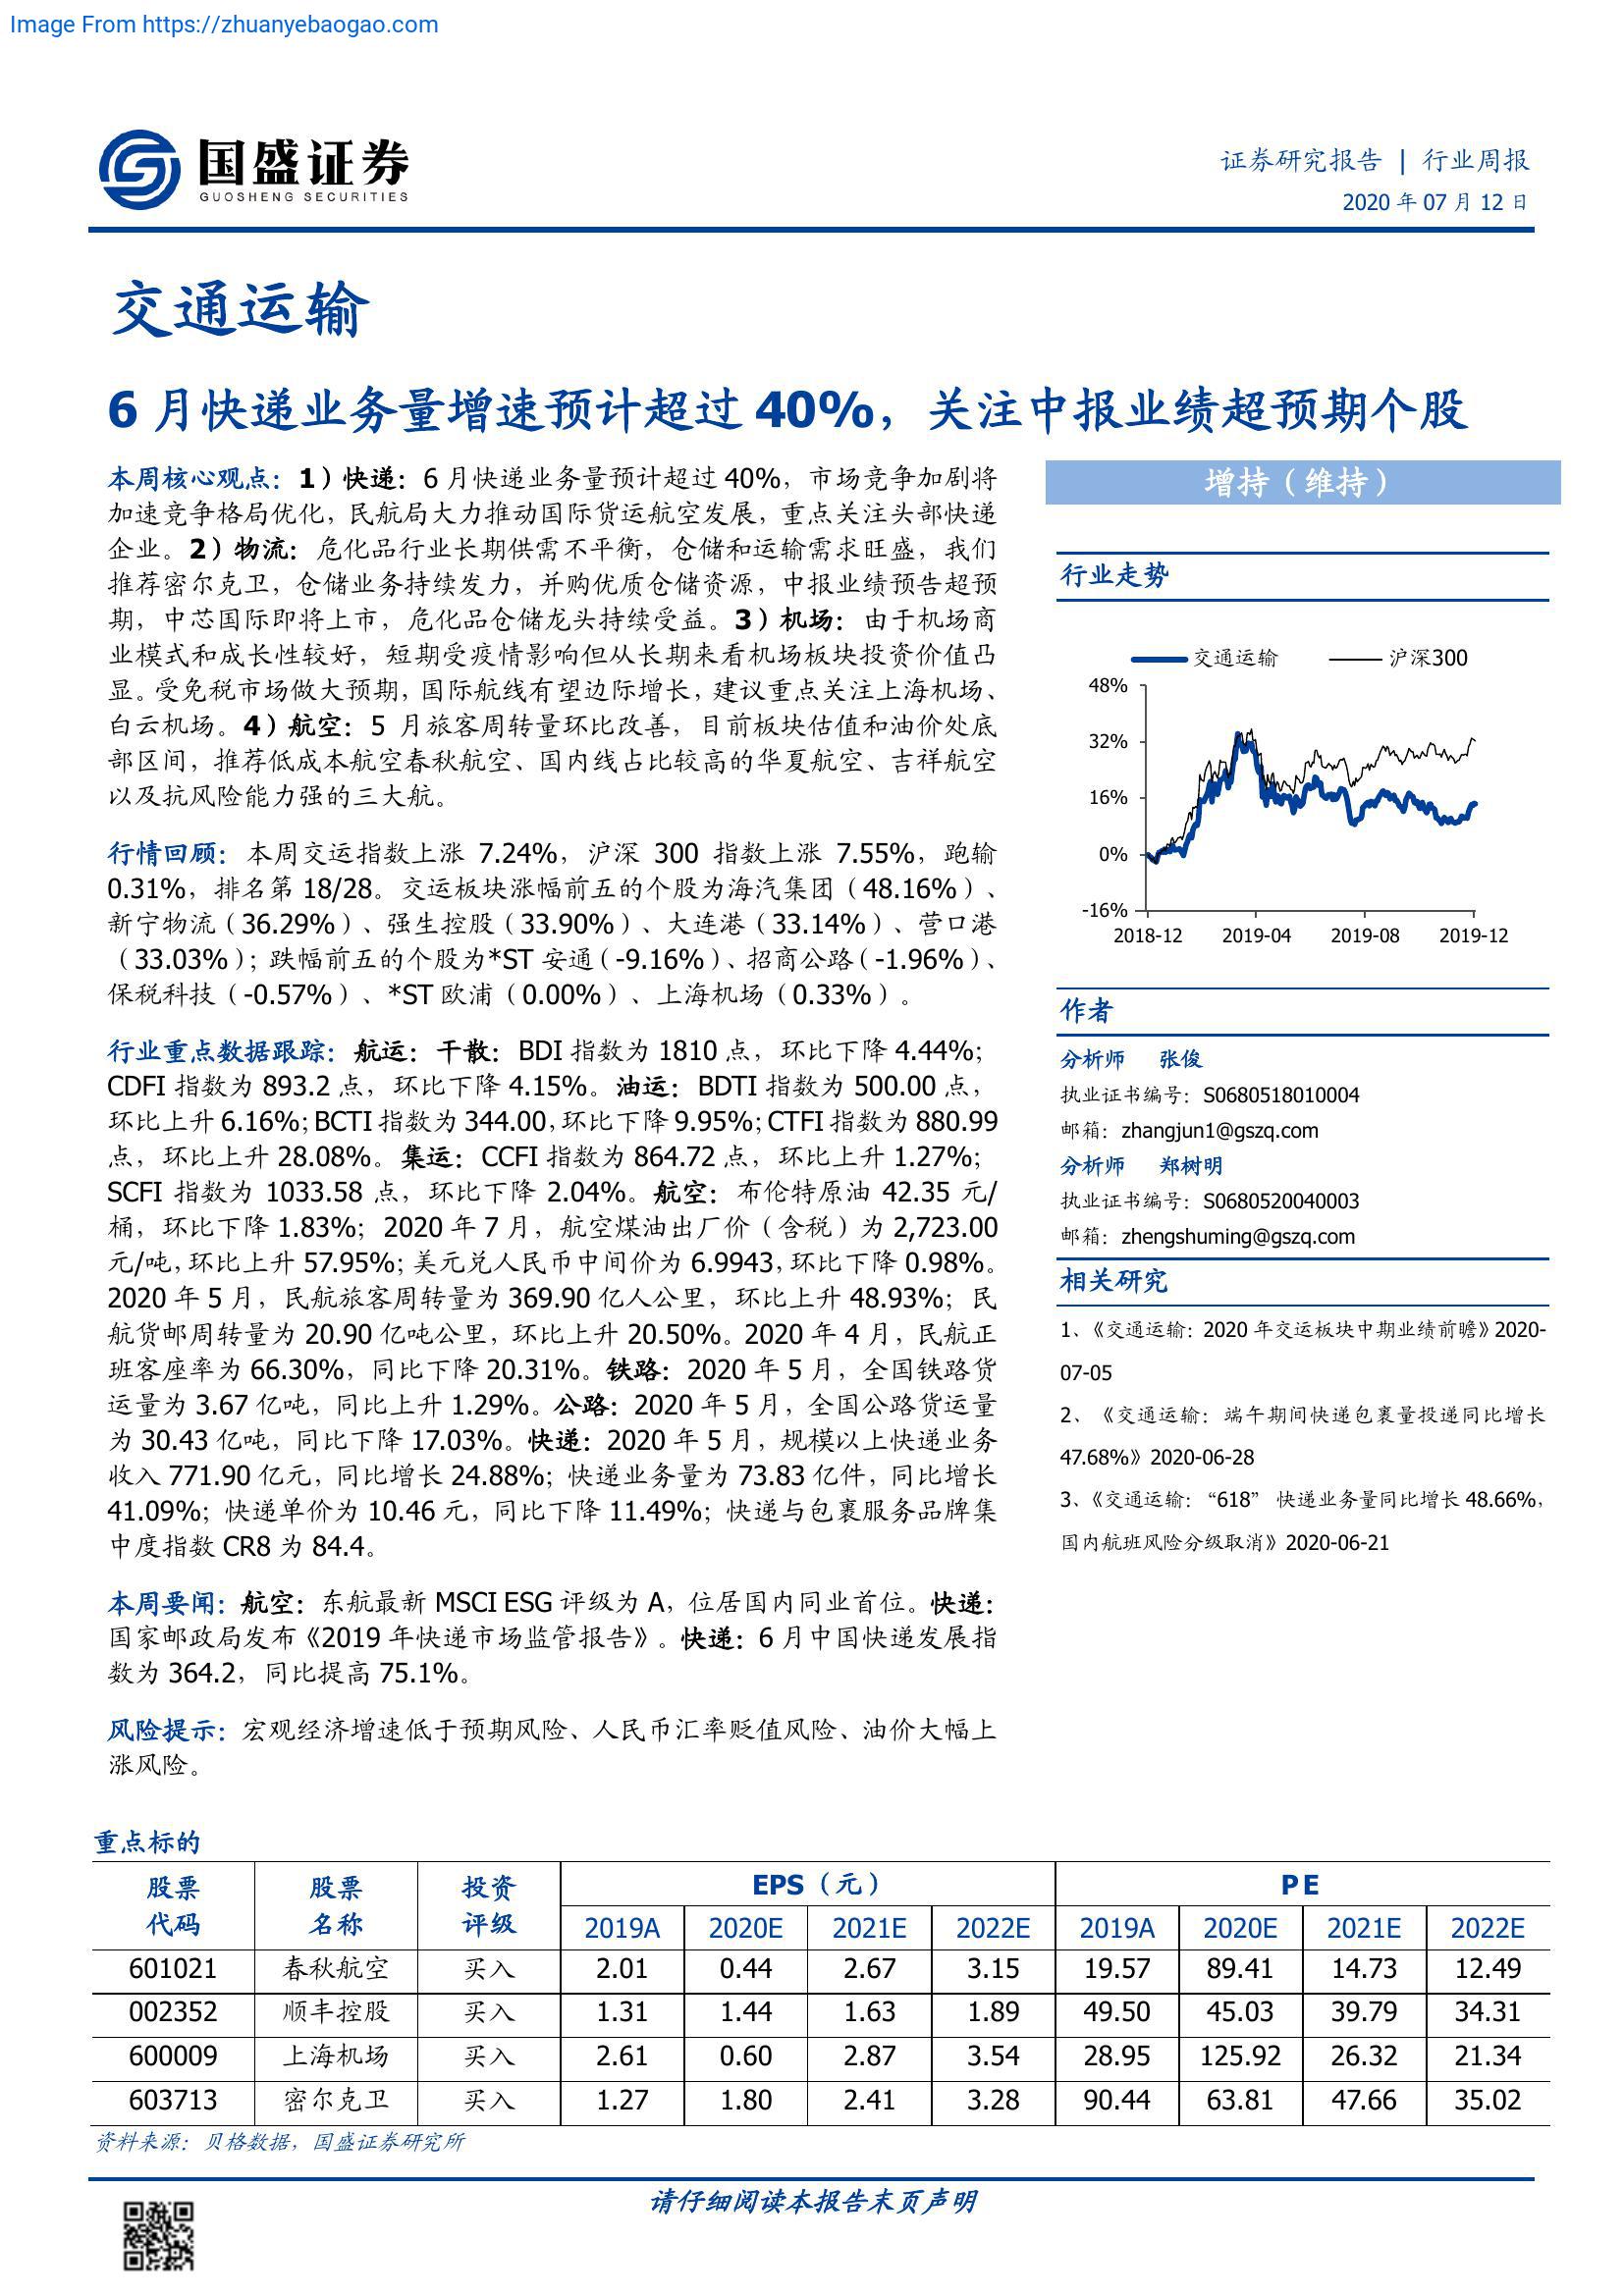 Image From https://zhuanyebaogao.com
国盛证券
GUOSHENG SECURITIES
证券研究报告 | 行业周报
2020 年 07 月 12 日
交通运输
6 月快递业务量增速预计超过 40%，关注中报业绩超预期个股
本周核心观点：1）快递：6 月快递业务量预计超过 40%，市场竞争加剧将
加速竞争格局优化，民航局大力推动国际货运航空发展，重点关注头部快递
企业。2）物流：危化品行业长期供需不平衡，仓储和运输需求旺盛，我们
推荐密尔克卫，仓储业务持续发力，并购优质仓储资源，中报业绩预告超预
期，中芯国际即将上市，危化品仓储龙头持续受益。3）机场：由于机场商
业模式和成长性较好，短期受疫情影响但从长期来看机场板块投资价值凸
显。受免税市场做大预期，国际航线有望边际增长，建议重点关注上海机场、
白云机场。4）航空：5 月旅客周转量环比改善，目前板块估值和油价处底
部区间，推荐低成本航空春秋航空、国内线占比较高的华夏航空、吉祥航空
以及抗风险能力强的三大航。
行情回顾：本周交运指数上涨 7.24%，沪深 300 指数上涨 7.55%，跑输
0.31%，排名第 18/28。交运板块涨幅前五的个股为海汽集团（48.16%）、
新宁物流（36.29%）、强生控股（33.90%）、大连港（33.14%）、营口港
（33.03%）；跌幅前五的个股为*ST 安通（-9.16%）、招商公路（-1.96%）、
保税科技（-0.57%）、*ST 欧浦（0.00%）、上海机场（0.33%）。
行业重点数据跟踪：航运：干散：BDI 指数为 1810 点，环比下降 4.44%；
CDFI 指数为 893.2 点，环比下降 4.15%。油运：BDTI 指数为 500.00 点，
环比上升 6.16%；BCTI 指数为 344.00，环比下降 9.95%；CTFI 指数为 880.99
点，环比上升 28.08%。集运：CCFI 指数为 864.72 点，环比上升 1.27%；
SCFI 指数为 1033.58 点，环比下降 2.04%。航空：布伦特原油 42.35 元/
桶，环比下降 1.83%；2020 年 7 月，航空煤油出厂价（含税）为 2,723.00
元/吨，环比上升 57.95%；美元兑人民币中间价为 6.9943，环比下降 0.98%。
2020 年 5 月，民航旅客周转量为 369.90 亿人公里，环比上升 48.93%；民
航货邮周转量为 20.90 亿吨公里，环比上升 20.50%。2020 年 4 月，民航正
班客座率为 66.30%，同比下降 20.31%。铁路：2020 年 5 月，全国铁路货
运量为 3.67 亿吨，同比上升 1.29%。公路：2020 年 5 月，全国公路货运量
为 30.43 亿吨，同比下降 17.03%。快递：2020 年 5 月，规模以上快递业务
收入 771.90 亿元，同比增长 24.88%；快递业务量为 73.83 亿件，同比增长
41.09%；快递单价为 10.46 元，同比下降 11.49%；快递与包裹服务品牌集
中度指数 CR8 为 84.4。
本周要闻：航空：东航最新 MSCI ESG 评级为 A，位居国内同业首位。快递：
国家邮政局发布《2019 年快递市场监管报告》。快递：6 月中国快递发展指
数为 364.2，同比提高 75.1%。
风险提示：宏观经济增速低于预期风险、人民币汇率贬值风险、油价大幅上
涨风险。
增持（维持）
行业走势
交通运输 沪深300
48%
32%
16%
0%
-16%
2018-12 2019-04 2019-08 2019-12
作者
分析师 张俊
执业证书编号：S0680518010004
邮箱：zhangjun1@gszq.com
分析师 郑树明
执业证书编号：S0680520040003
邮箱：zhengshuming@gszq.com
相关研究
1、《交通运输：2020 年交运板块中期业绩前瞻》2020-
07-05
2、《交通运输：端午期间快递包裹量投递同比增长
47.68%》2020-06-28
3、《交通运输：“618” 快递业务量同比增长 48.66%，
国内航班风险分级取消》2020-06-21
重点标的
股票 股票 投资 EPS（元） PE
代码 名称 评级 2019A 2020E 2021E 2022E 2019A 2020E 2021E 2022E
601021 春秋航空 买入 2.01 0.44 2.67 3.15 19.57 89.41 14.73 12.49
002352 顺丰控股 买入 1.31 1.44 1.63 1.89 49.50 45.03 39.79 34.31
600009 上海机场 买入 2.61 0.60 2.87 3.54 28.95 125.92 26.32 21.34
603713 密尔克卫 买入 1.27 1.80 2.41 3.28 90.44 63.81 47.66 35.02
资料来源：贝格数据，国盛证券研究所
请仔细阅读本报告末页声明